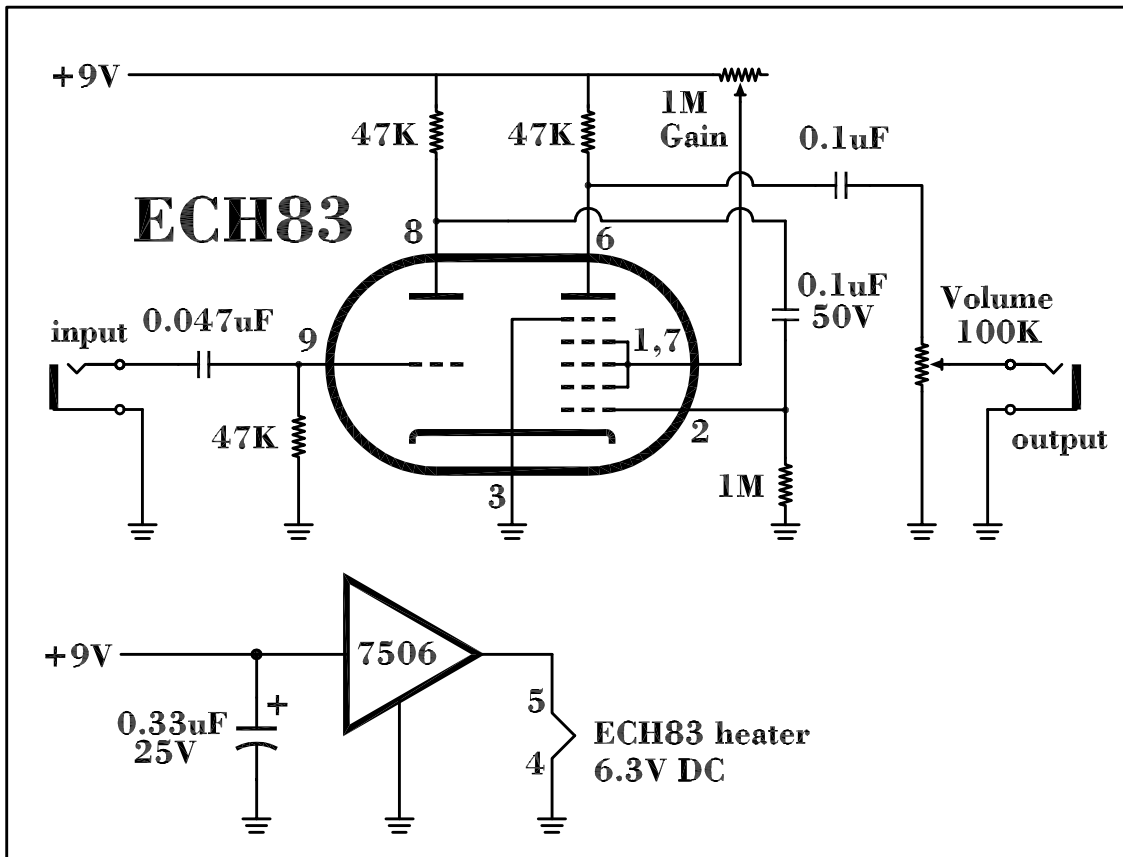 +9V
47K
47K
1M
Gain
0.1uF
ECH83
8
6
0.1uF
50V
Volume
100K
input
0.047uF
9
1,7
47K
2
output
3
1M
+9V
7506
+
0.33uF
25V
5
4
ECH83 heater
6.3V DC